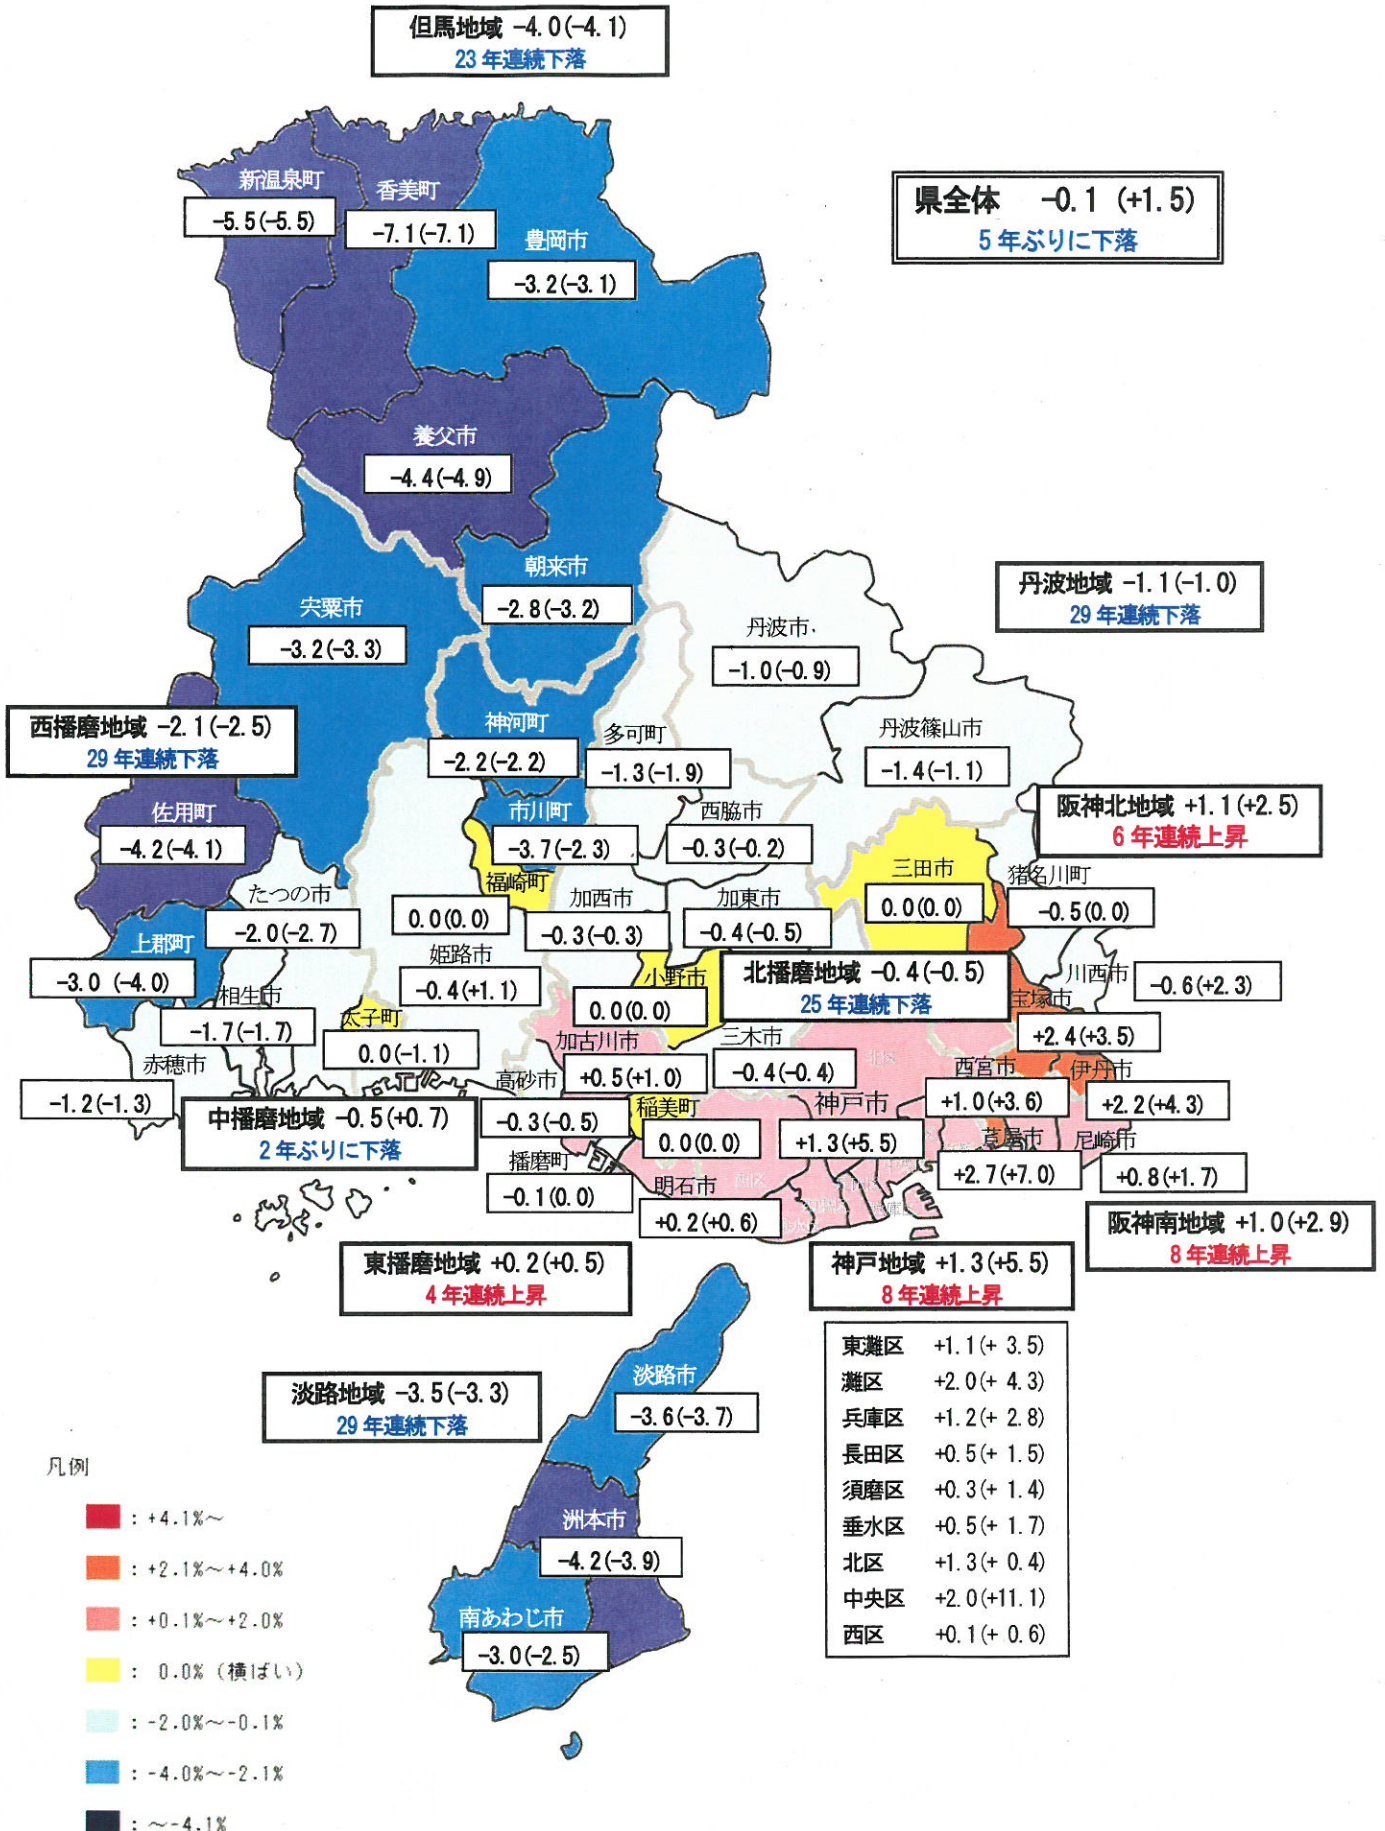 但馬地域 -4.0(-4.1)
23 年連続下落
新温泉町
-5.5(-5.5)
香美町
-7.1(-7.1)
豊岡市
-3.2(-3.1)
県全体 -0.1 (+1.5)
5 年ぶりに下落
養父市
-4.4(-4.9)
朝来市
-2.8(-3.2)
宍粟市
-3.2(-3.3)
丹波地域 -1.1(-1.0)
29 年連続下落
丹波市
-1.0(-0.9)
西播磨地域 -2.1(-2.5)
29 年連続下落
神河町
-2.2(-2.2)
多可町
-1.3(-1.9)
丹波篠山市
-1.4(-1.1)
佐用町
-4.2(-4.1)
市川町
-3.7(-2.3)
西脇市
-0.3(-0.2)
阪神北地域 +1.1(+2.5)
6 年連続上昇
三田市
0.0(0.0)
猪名川町
-0.5(0.0)
たつの市
-2.0(-2.7)
福崎町
0.0(0.0)
加西市
-0.3(-0.3)
加東市
-0.4(-0.5)
上郡町
-3.0 (-4.0)
姫路市
-0.4(+1.1)
小野市
0.0(0.0)
北播磨地域 -0.4(-0.5)
25 年連続下落
川西市
-0.6(+2.3)
相生市
-1.7(-1.7)
太子町
0.0(-1.1)
宝塚市
+2.4(+3.5)
加古川市
+0.5(+1.0)
三木市
-0.4(-0.4)
北区
西宮市
+1.0(+3.6)
伊丹市
+2.2(+4.3)
赤穂市
-1.2(-1.3)
高砂市
-0.3(-0.5)
稲美町
0.0(0.0)
神戸市
+1.3(+5.5)
芦屋市
+2.7(+7.0)
尼崎市
+0.8(+1.7)
中播磨地域 -0.5(+0.7)
2 年ぶりに下落
播磨町
-0.1(0.0)
明石市
+0.2(+0.6)
西区
阪神南地域 +1.0(+2.9)
8 年連続上昇
東播磨地域 +0.2(+0.5)
4 年連続上昇
神戸地域 +1.3(+5.5)
8 年連続上昇
東灘区 +1.1(+ 3.5)
灘区 +2.0(+ 4.3)
兵庫区 +1.2(+ 2.8)
長田区 +0.5(+ 1.5)
須磨区 +0.3(+ 1.4)
垂水区 +0.5(+ 1.7)
北区 +1.3(+ 0.4)
中央区 +2.0(+11.1)
西区 +0.1(+ 0.6)
淡路地域 -3.5(-3.3)
29 年連続下落
淡路市
-3.6(-3.7)
洲本市
-4.2(-3.9)
南あわじ市
-3.0(-2.5)
凡例
: +4.1%～
: +2.1%～+4.0%
: +0.1%～+2.0%
: 0.0% (横ばい)
: -2.0%～-0.1%
: -4.0%～-2.1%
: ～-4.1%